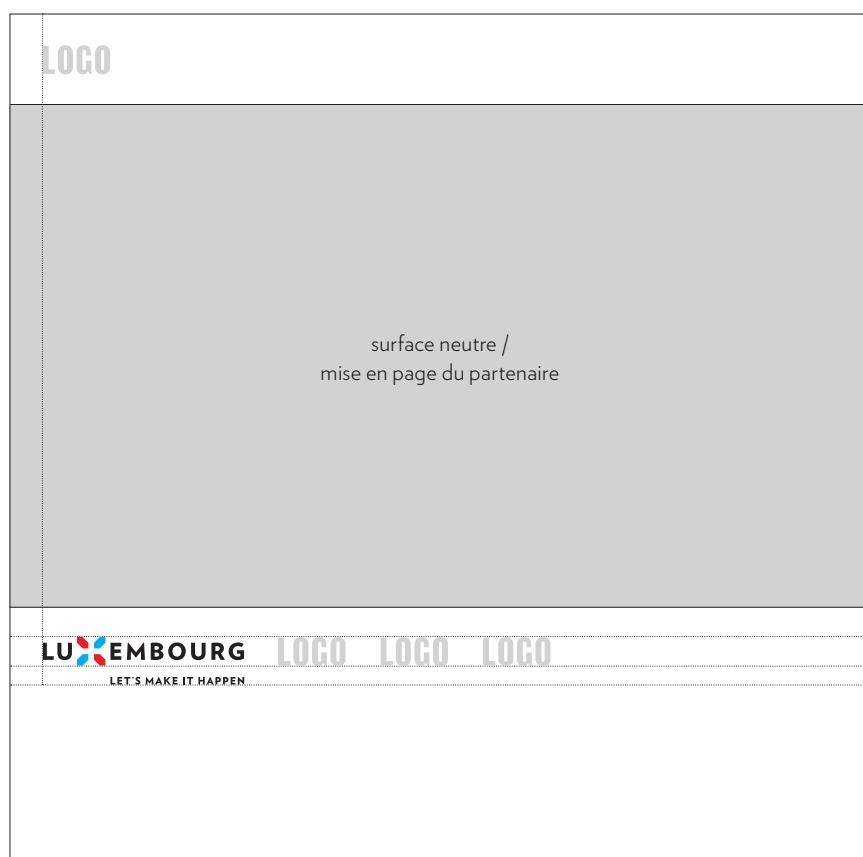 LOGO
surface neutre /
mise en page du partenaire
LUXEMBOURG LOGO LOGO LOGO
LET'S MAKE IT HAPPEN